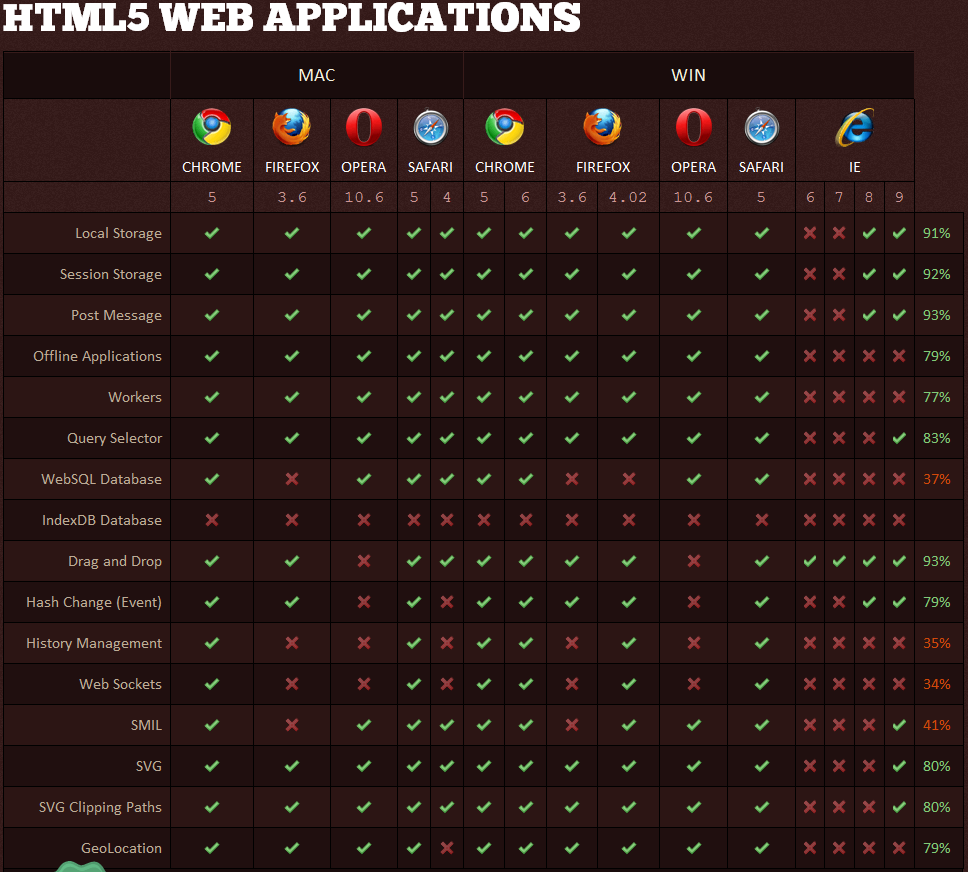 HTML5 WEB APPLICATIONS
MAC WIN
CHROME FIREFOX OPERA SAFARI CHROME FIREFOX OPERA SAFARI IE
5 3.6 10.6 5 4 5 6 3.6 4.02 10.6 5 6 7 8 9
Local Storage 91%
Session Storage 92%
Post Message 93%
Offline Applications 79%
Workers 77%
Query Selector 83%
WebSQL Database 37%
IndexDB Database
Drag and Drop 93%
Hash Change (Event) 79%
History Management 35%
Web Sockets 34%
SMIL 41%
SVG 80%
SVG Clipping Paths 80%
GeoLocation 79%